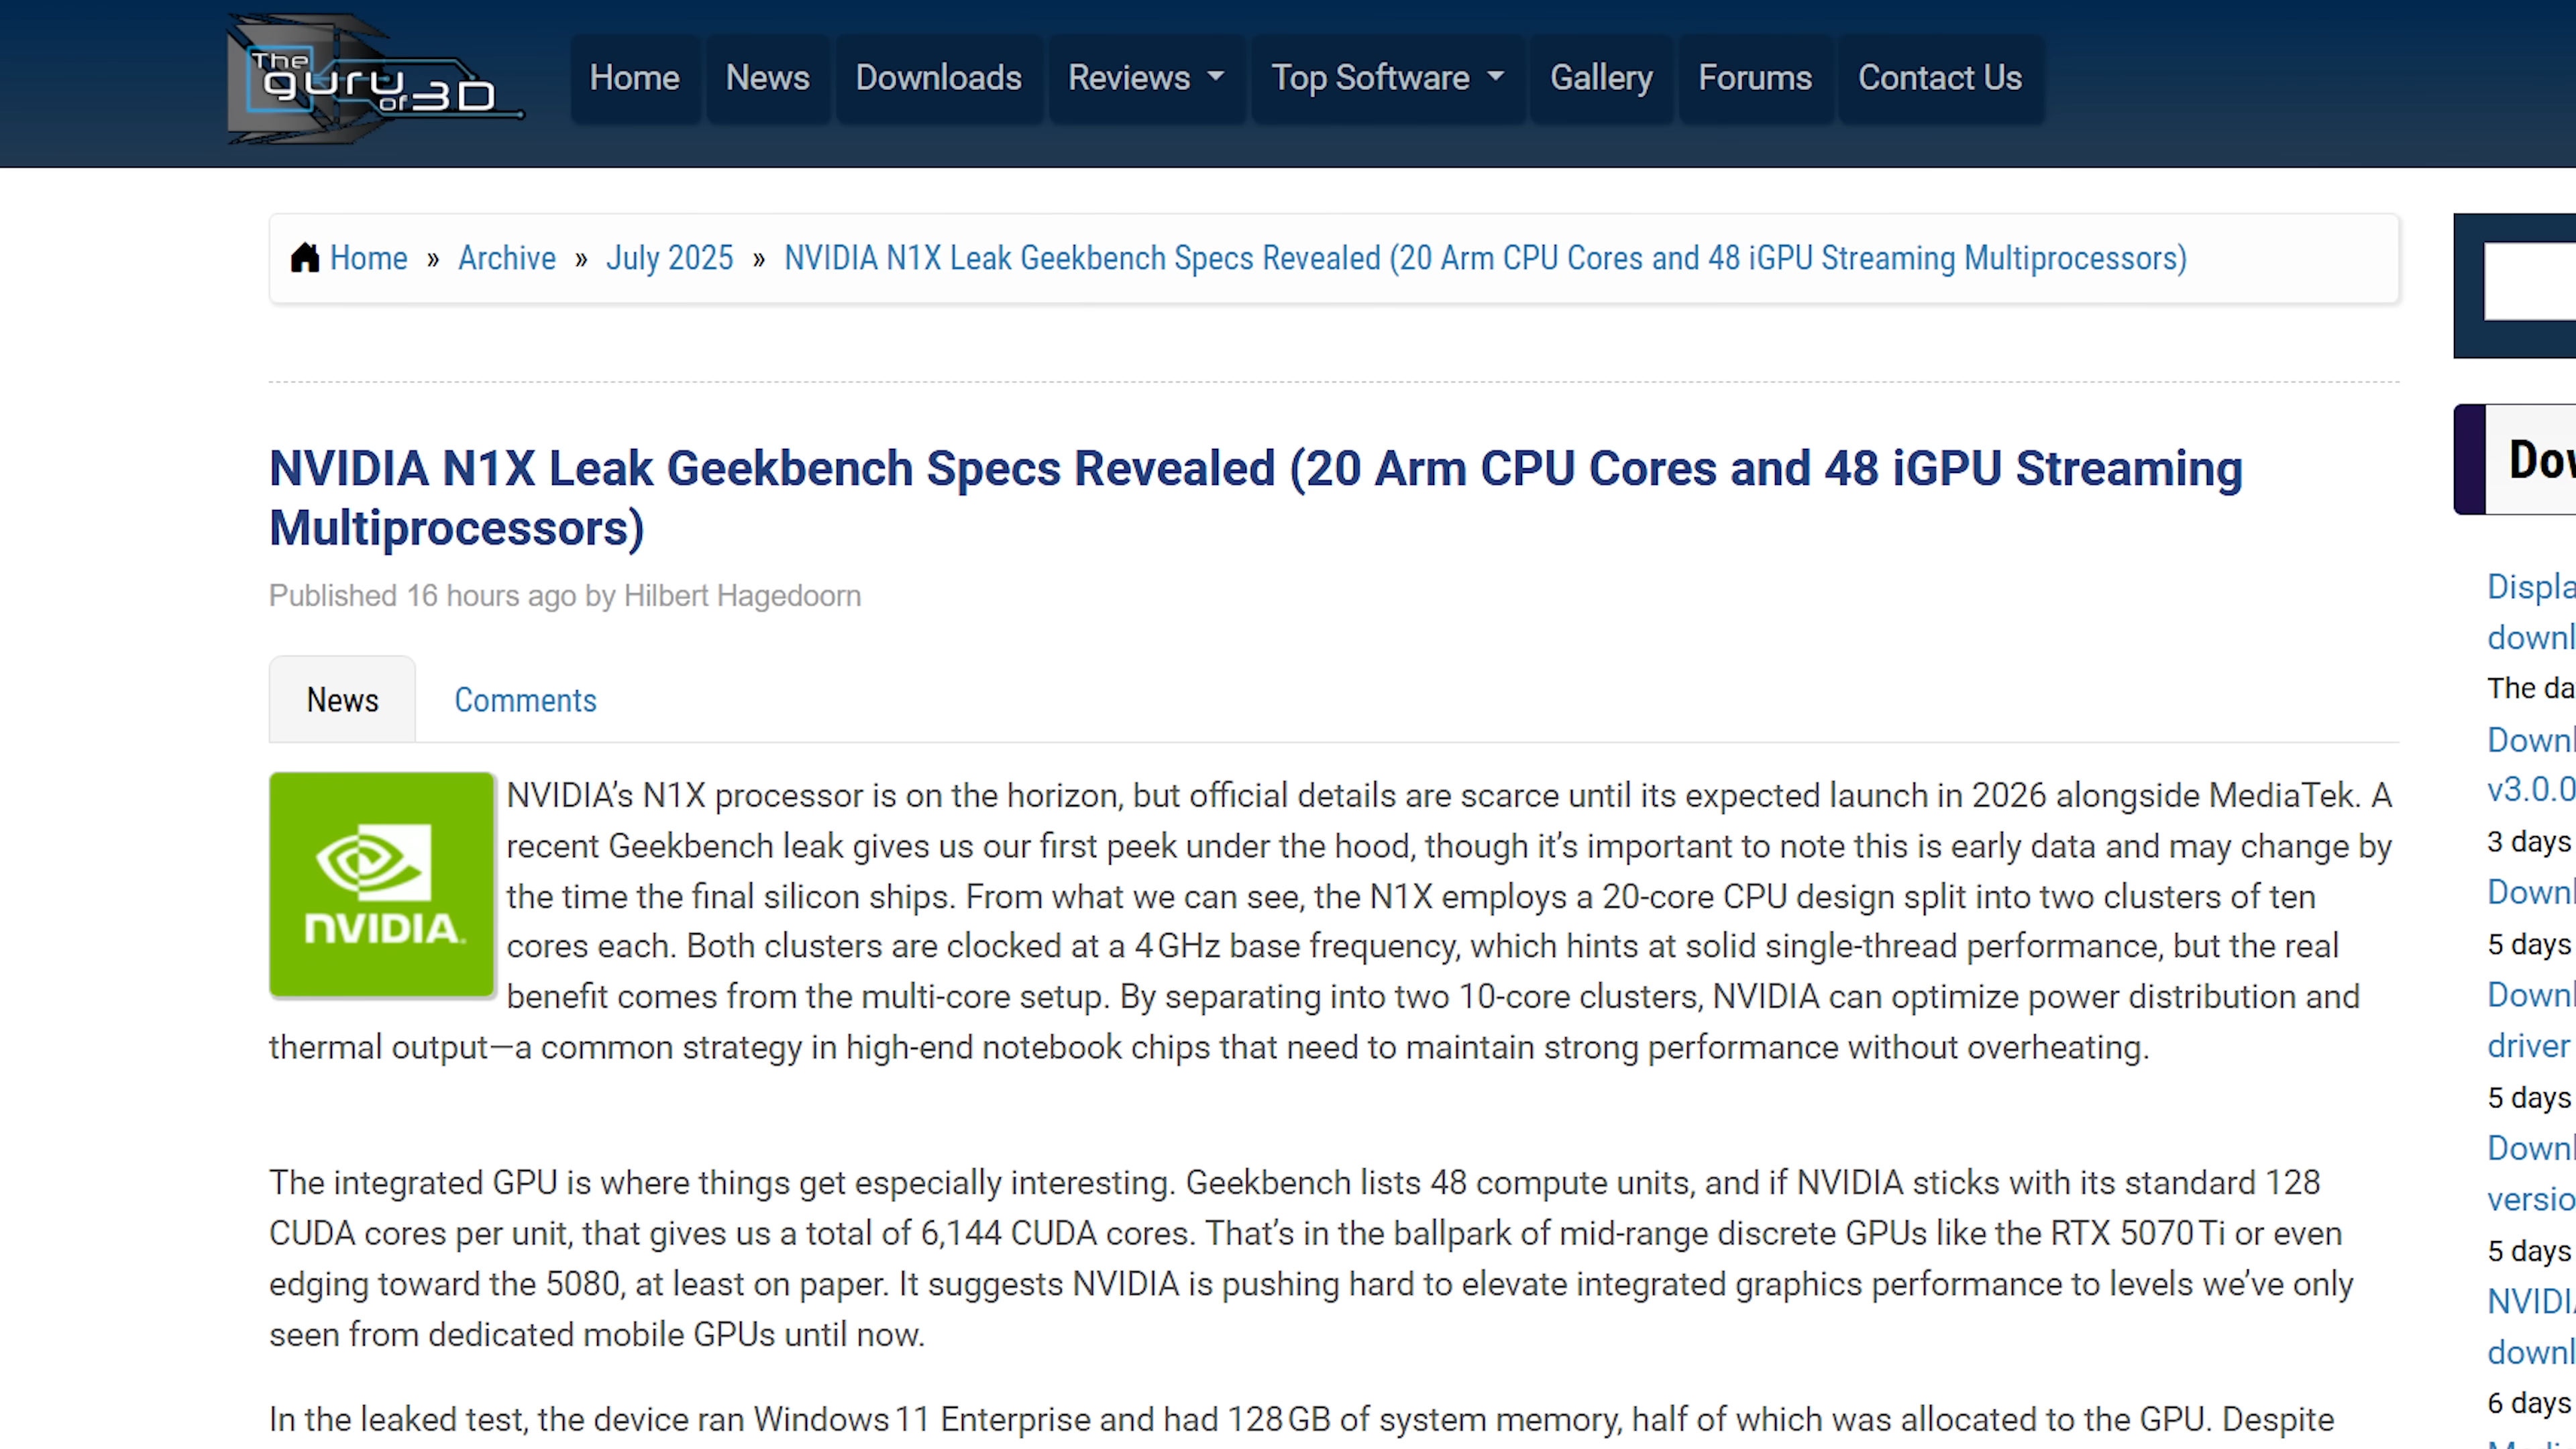 The guru of 3D
Home News Downloads Reviews Top Software Gallery Forums Contact Us
Home » Archive » July 2025 » NVIDIA N1X Leak Geekbench Specs Revealed (20 Arm CPU Cores and 48 iGPU Streaming Multiprocessors)
NVIDIA N1X Leak Geekbench Specs Revealed (20 Arm CPU Cores and 48 iGPU Streaming
Multiprocessors)
Published 16 hours ago by Hilbert Hagedoorn
News Comments
NVIDIA
NVIDIA’s N1X processor is on the horizon, but official details are scarce until its expected launch in 2026 alongside MediaTek. A
recent Geekbench leak gives us our first peek under the hood, though it’s important to note this is early data and may change by
the time the final silicon ships. From what we can see, the N1X employs a 20-core CPU design split into two clusters of ten
cores each. Both clusters are clocked at a 4 GHz base frequency, which hints at solid single-thread performance, but the real
benefit comes from the multi-core setup. By separating into two 10-core clusters, NVIDIA can optimize power distribution and
thermal output—a common strategy in high-end notebook chips that need to maintain strong performance without overheating.
The integrated GPU is where things get especially interesting. Geekbench lists 48 compute units, and if NVIDIA sticks with its standard 128
CUDA cores per unit, that gives us a total of 6,144 CUDA cores. That’s in the ballpark of mid-range discrete GPUs like the RTX 5070 Ti or even
edging toward the 5080, at least on paper. It suggests NVIDIA is pushing hard to elevate integrated graphics performance to levels we’ve only
seen from dedicated mobile GPUs until now.
In the leaked test, the device ran Windows 11 Enterprise and had 128 GB of system memory, half of which was allocated to the GPU. Despite
The
3 days
5 days
driver
5 days
5 days
6 days